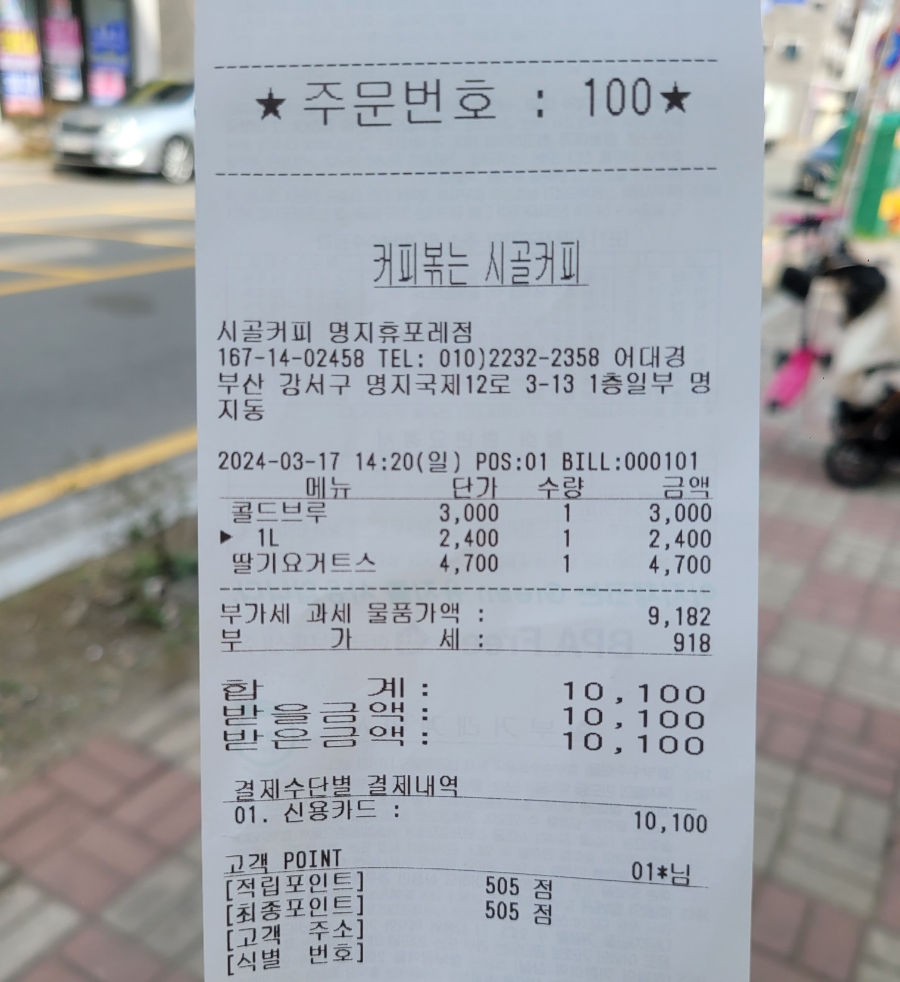 ★주문번호 : 100★
커피볶는 시골커피
시골커피 명지휴포레점
167-14-02458 TEL: 010)2232-2358 어대경
부산 강서구 명지국제12로 3-13 1층일부 명
지동
2024-03-17 14:20(일) POS:01 BILL:000101
메뉴 단가 수량 금액
콜드브루 3,000 1 3,000
▶ 1L 2,400 1 2,400
딸기요거트스 4,700 1 4,700
부가세 과세 물품가액 : 9,182
부 가 세 : 918
합 계 : 10,100
받을금액 : 10,100
받은금액 : 10,100
결제수단별 결제내역
01. 신용카드 : 10,100
고객 POINT 01*님
[적립포인트] 505 점
[최종포인트] 505 점
[고객 주소]
[식별 번호]